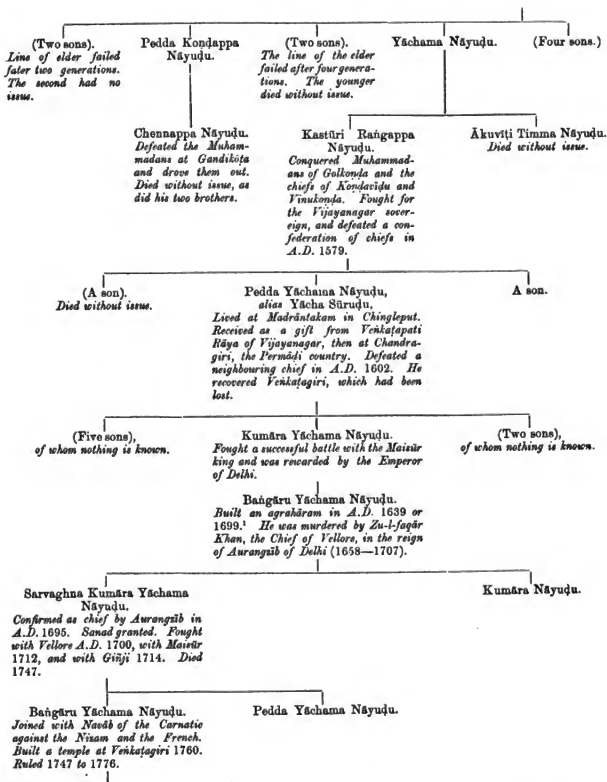 (Two sons).
Line of elder failed
fater two generations.
The second had no
issue.
Pedda Koṇḍappa
Nāyuḍu.
(Two sons).
The line of the elder
failed after four genera-
tions. The younger
died without issue.
Yāchama Nāyuḍu.
(Four sons.)
Chennappa Nāyuḍu.
Defeated the Muham-
madans at Gandikōṭa
and drove them out.
Died without issue, as
did his two brothers.
Kastūri Raṅgappa
Nāyuḍu.
Conquered Muhammad-
ans of Golkoṇḍa and the
chiefs of Koṇḍavīḍu and
Vinukoṇḍa. Fought for
the Vijayanagar sover-
eign, and defeated a con-
federation of chiefs in
A.D. 1579.
Ākuvīṭi Timma Nāyuḍu.
Died without issue.
(A son).
Died without issue.
Pedda Yāchama Nāyuḍu,
alias Yācha Sūruḍu,
Lived at Madrāntakam in Chingleput.
Received as a gift from Veṅkaṭapati
Rāya of Vijayanagar, then at Chandra-
giri, the Permāḍi country. Defeated a
neighbouring chief in A.D. 1602. He
recovered Veṅkaṭagiri, which had been
lost.
A son.
(Five sons),
of whom nothing is known.
Kumāra Yāchama Nāyuḍu.
Fought a successful battle with the Maisūr
king and was rewarded by the Emperor
of Delhi.
(Two sons),
of whom nothing is known.
Baṅgāru Yāchama Nāyuḍu.
Built an agrahāram in A.D. 1639 or
1699.¹ He was murdered by Zu-l-faqār
Khan, the Chief of Vellore, in the reign
of Aurangzīb of Delhi (1658—1707).
Sarvaghna Kumāra Yāchama
Nāyuḍu.
Confirmed as chief by Aurangzīb in
A.D. 1695. Sanad granted. Fought
with Vellore A.D. 1700, with Maisūr
1712, and with Giñji 1714. Died
1747.
Kumāra Nāyuḍu.
Baṅgāru Yāchama Nāyuḍu.
Joined with Navāb of the Carnatic
against the Nizam and the French.
Built a temple at Veṅkaṭagiri 1760.
Ruled 1747 to 1776.
Pedda Yāchama Nāyuḍu.